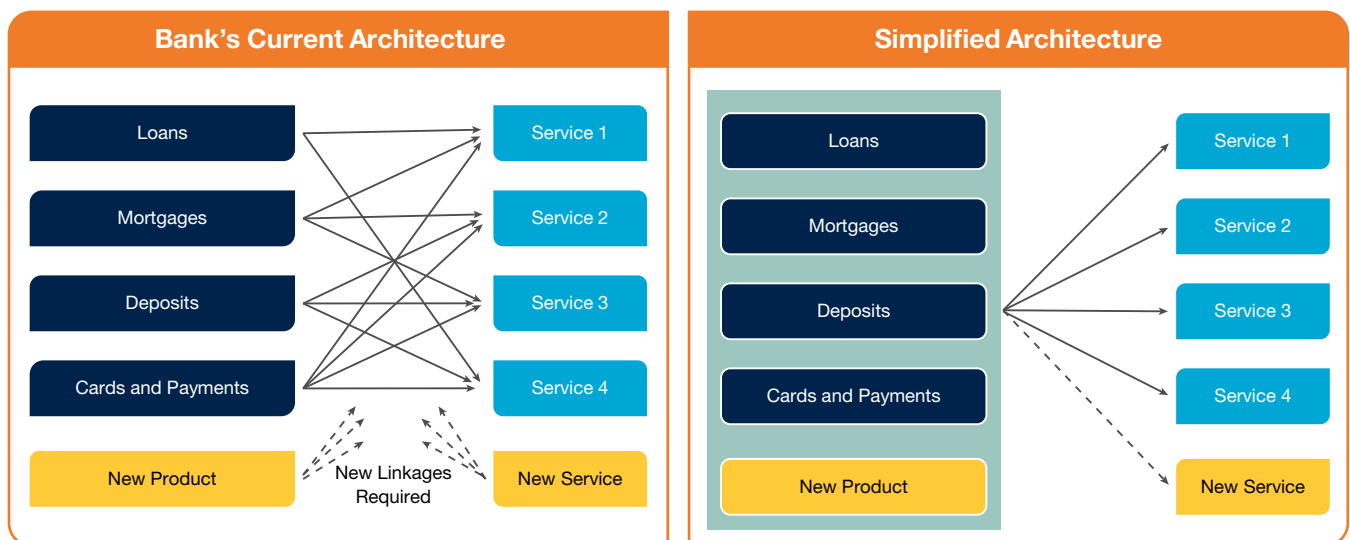 Bank’s Current Architecture
Loans
Service 1
Mortgages
Service 2
Deposits
Service 3
Cards and Payments
Service 4
New Product
New Linkages
Required
New Service
Simplified Architecture
Loans
Service 1
Mortgages
Service 2
Deposits
Service 3
Cards and Payments
Service 4
New Product
New Service